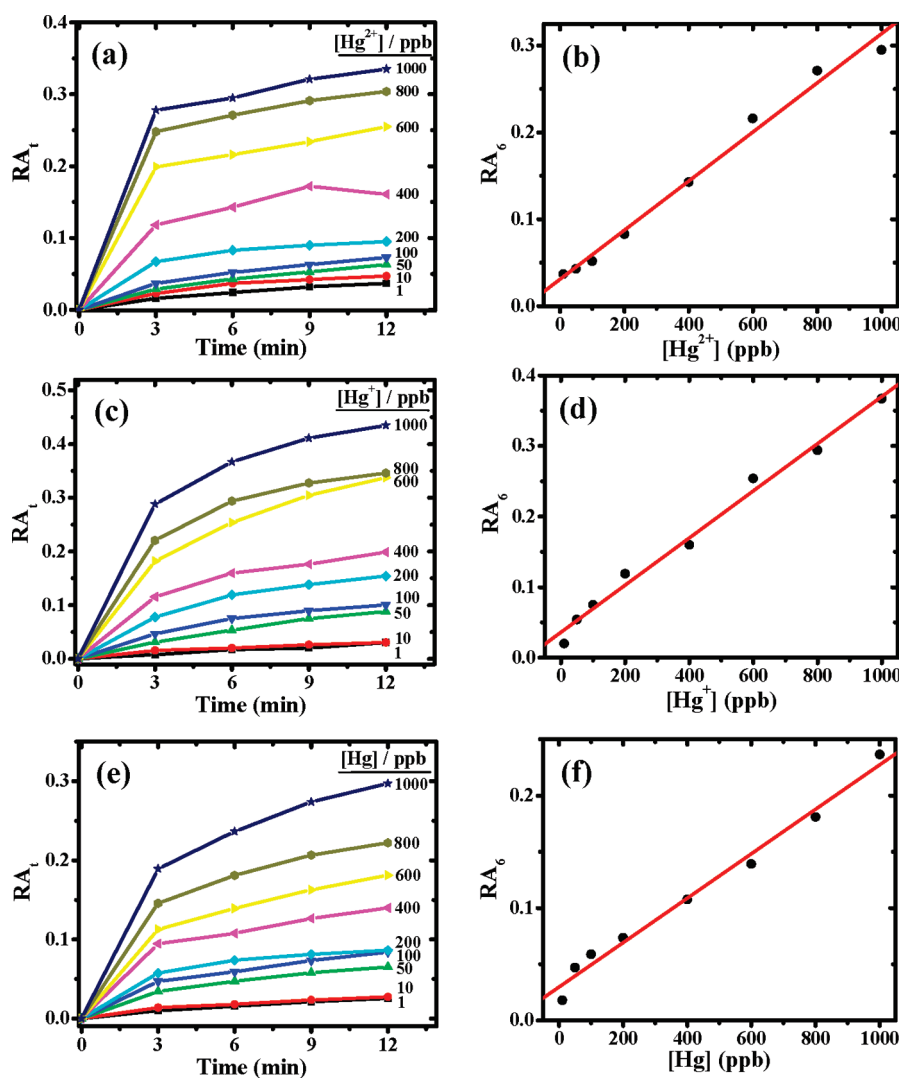 (a)
[Hg²⁺] / ppb
1000
800
600
400
200
100
50
10
1
RAₜ
0.4
0.3
0.2
0.1
0.0
0 3 6 9 12
Time (min)
(b)
RA₆
0.3
0.2
0.1
0.0
0 200 400 600 800 1000
[Hg²⁺] (ppb)
(c)
[Hg⁺] / ppb
1000
800
600
400
200
100
50
10
1
RAₜ
0.5
0.4
0.3
0.2
0.1
0.0
0 3 6 9 12
Time (min)
(d)
RA₆
0.4
0.3
0.2
0.1
0.0
0 200 400 600 800 1000
[Hg⁺] (ppb)
(e)
[Hg] / ppb
1000
800
600
400
200
100
50
10
1
RAₜ
0.3
0.2
0.1
0.0
0 3 6 9 12
Time (min)
(f)
RA₆
0.2
0.1
0.0
0 200 400 600 800 1000
[Hg] (ppb)